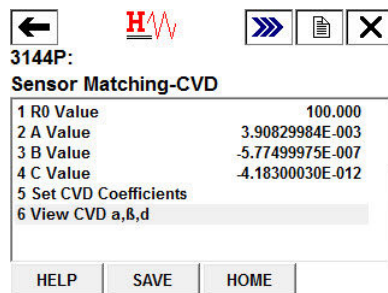 H
3144P:
Sensor Matching-CVD
1 R0 Value 100.000
2 A Value 3.90829984E-003
3 B Value -5.77499975E-007
4 C Value -4.18300030E-012
5 Set CVD Coefficients
6 View CVD a,ß,d
HELP SAVE HOME